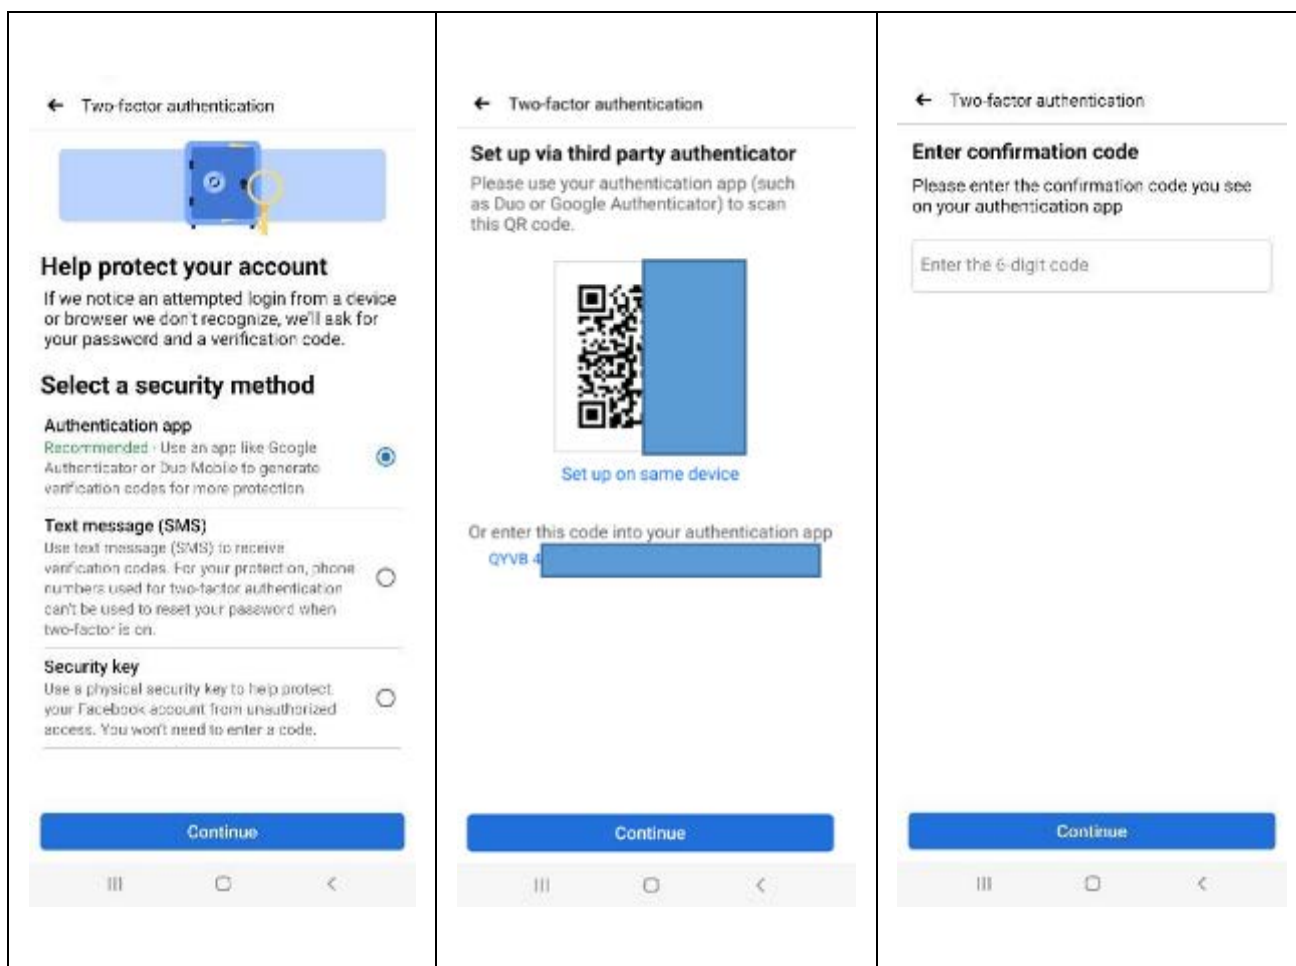 Two-factor authentication
Help protect your account
If we notice an attempted login from a device
or browser we don't recognize, we'll ask for
your password and a verification code.
Select a security method
Authentication app
Recommended · Use an app like Google
Authenticator or Duo Mobile to generate
verification codes for more protection
Text message (SMS)
Use text message (SMS) to receive
verification codes. For your protection, phone
numbers used for two-factor authentication
can't be used to reset your password when
two-factor is on.
Security key
Use a physical security key to help protect
your Facebook account from unauthorized
access. You won't need to enter a code.
Continue
Two-factor authentication
Set up via third party authenticator
Please use your authentication app (such
as Duo or Google Authenticator) to scan
this QR code.
Set up on same device
Or enter this code into your authentication app
QYVB 4
Continue
Two-factor authentication
Enter confirmation code
Please enter the confirmation code you see
on your authentication app
Enter the 6-digit code
Continue